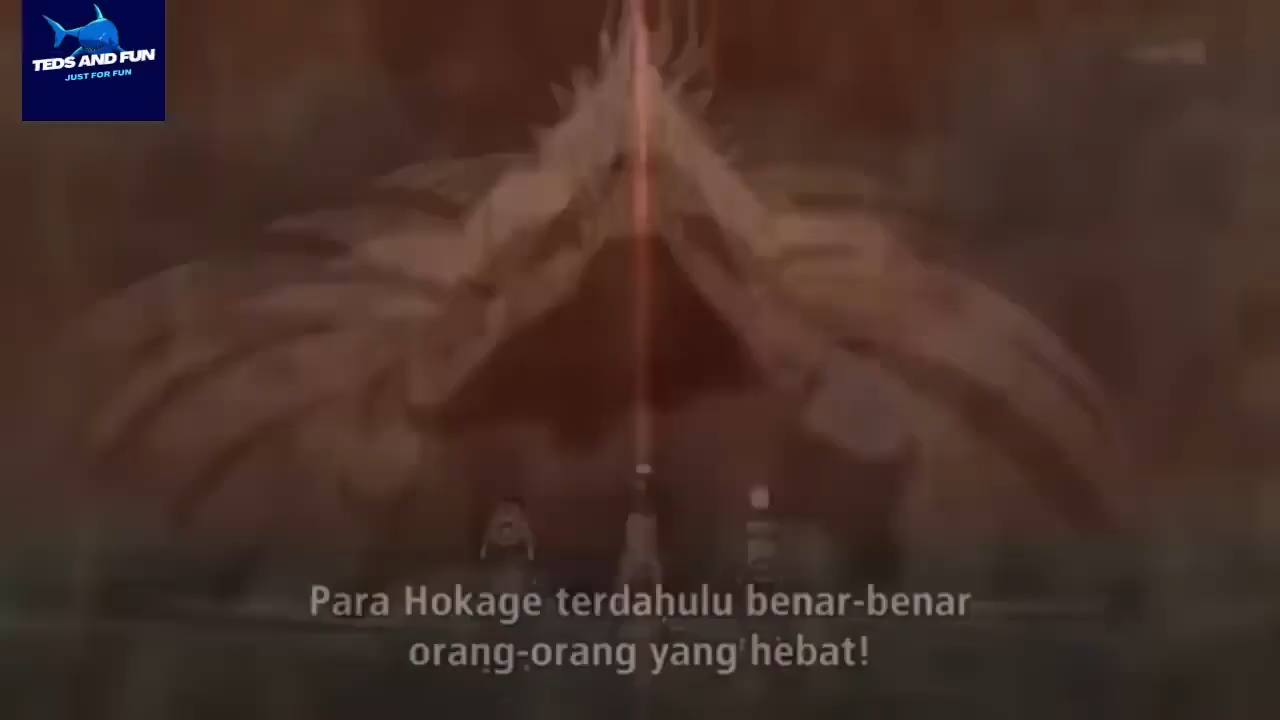 TEDS AND FUN
JUST FOR FUN
Para Hokage terdahulu benar-benar
orang-orang yang hebat!